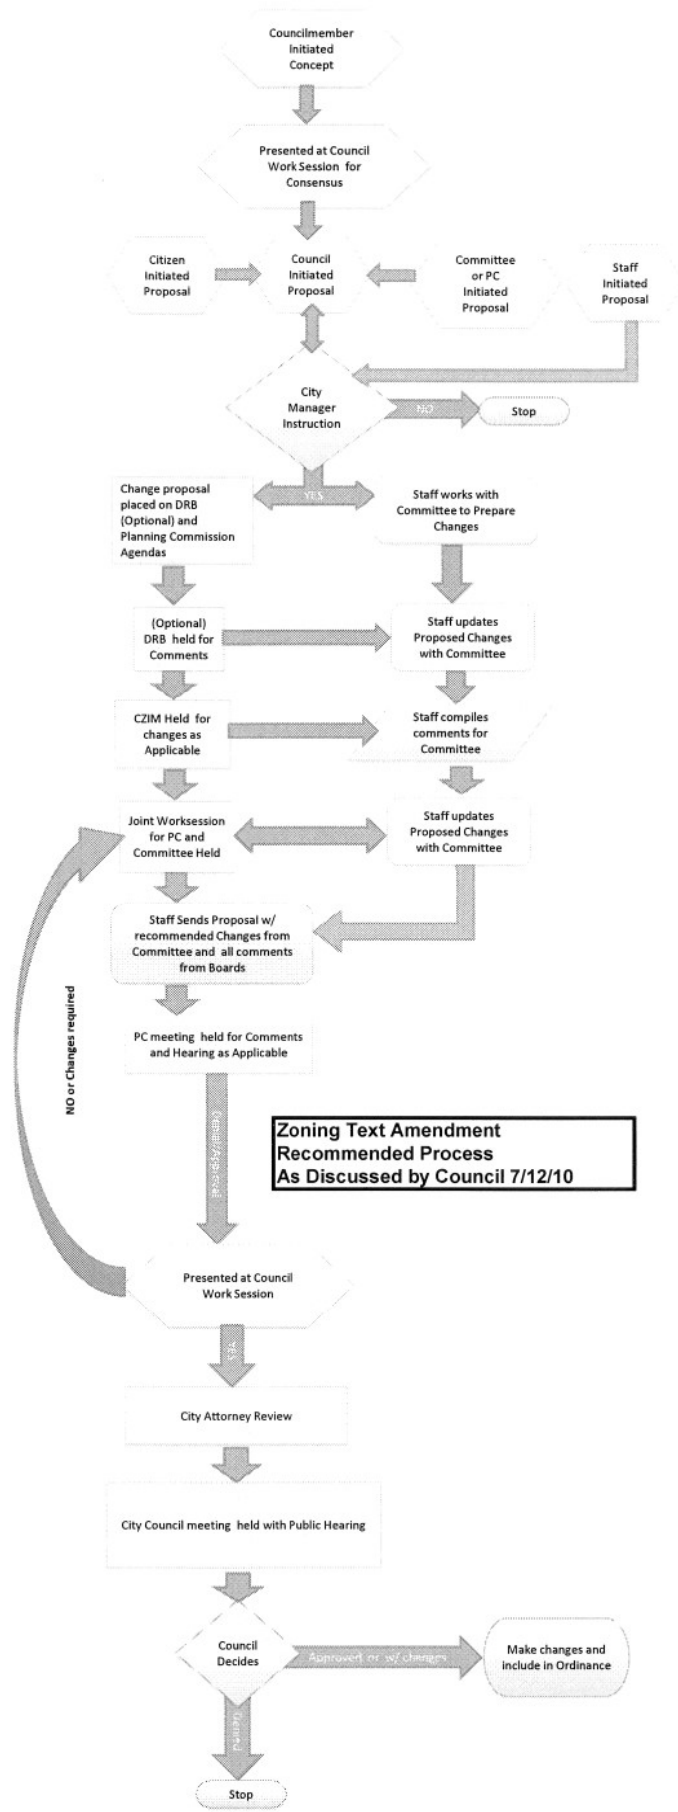 Councilmember
Initiated
Concept
Presented at Council
Work Session for
Consensus
Citizen
Initiated
Proposal
Council
Initiated
Proposal
Committee
or PC
Initiated
Proposal
Staff
Initiated
Proposal
City
Manager
Instruction
NO
Stop
YES
Change proposal
placed on DRB
(Optional) and
Planning Commission
Agendas
Staff works with
Committee to Prepare
Changes
(Optional)
DRB held for
Comments
Staff updates
Proposed Changes
with Committee
CZIM Held for
changes as
Applicable
Staff compiles
comments for
Committee
Joint Worksession
for PC and
Committee Held
Staff updates
Proposed Changes
with Committee
Staff Sends Proposal w/
recommended Changes from
Committee and all comments
from Boards
NO or Changes required
PC meeting held for Comments
and Hearing as Applicable
Denial/Approval
Zoning Text Amendment
Recommended Process
As Discussed by Council 7/12/10
Presented at Council
Work Session
YES
City Attorney Review
City Council meeting held with Public Hearing
Council
Decides
Approved or w/ changes
Make changes and
include in Ordinance
Denied
Stop